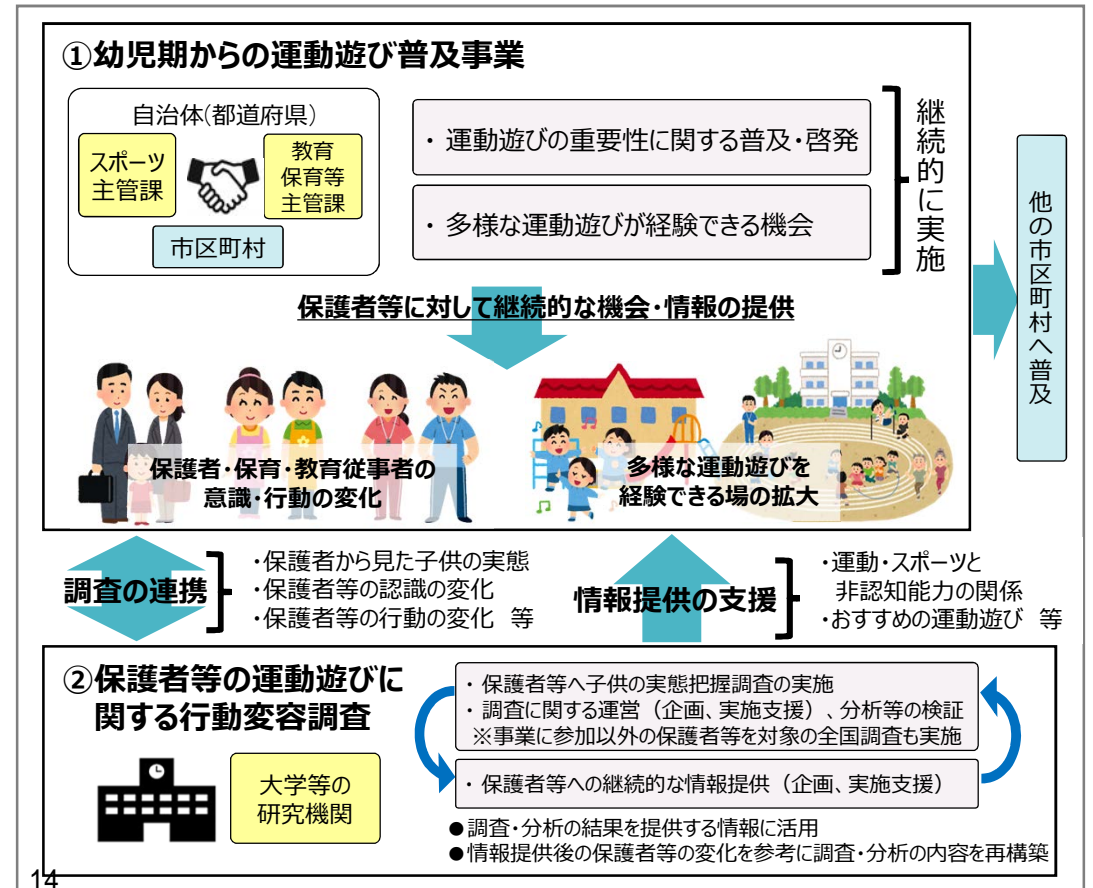 ①幼児期からの運動遊び普及事業
自治体(都道府県)
スポーツ
主管課
教育
保育等
主管課
市区町村
・ 運動遊びの重要性に関する普及・啓発
・ 多様な運動遊びが経験できる機会
継続的に実施
他の市区町村へ普及
保護者等に対して継続的な機会・情報の提供
保護者・保育・教育従事者の
意識・行動の変化
多様な運動遊びを
経験できる場の拡大
調査の連携
・保護者から見た子供の実態
・保護者等の認識の変化
・保護者等の行動の変化 等
情報提供の支援
・運動・スポーツと
非認知能力の関係
・おすすめの運動遊び 等
②保護者等の運動遊びに
関する行動変容調査
大学等の
研究機関
・ 保護者等へ子供の実態把握調査の実施
・ 調査に関する運営（企画、実施支援）、分析等の検証
※事業に参加以外の保護者等を対象の全国調査も実施
・ 保護者等への継続的な情報提供（企画、実施支援）
●調査・分析の結果を提供する情報に活用
●情報提供後の保護者等の変化を参考に調査・分析の内容を再構築
14